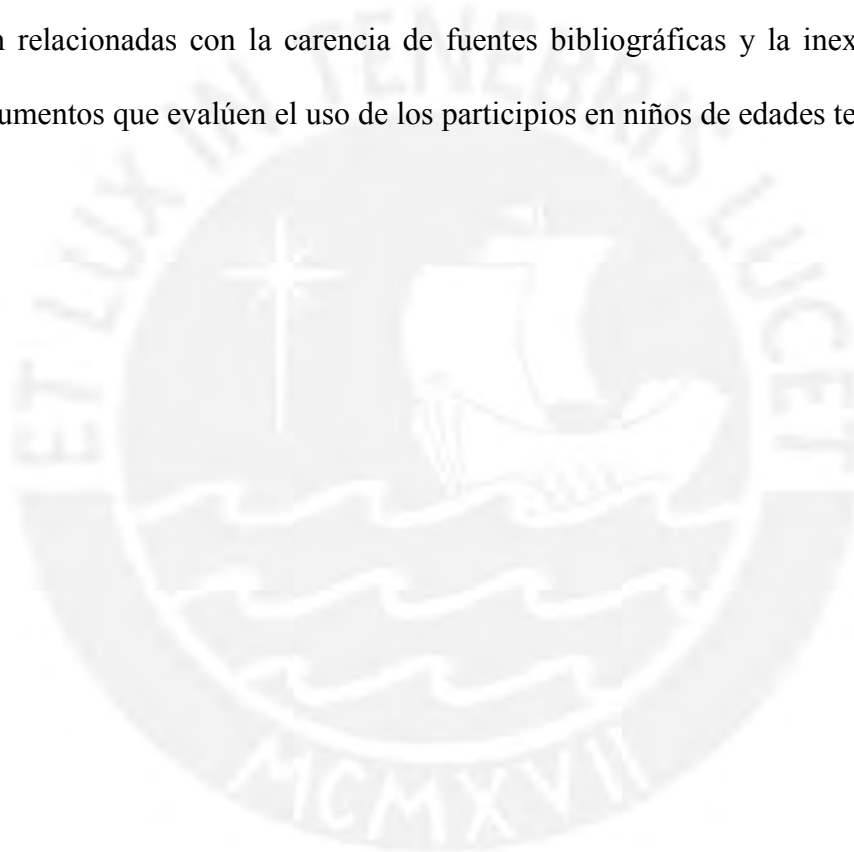 relacionadas con la carencia de fuentes bibliográficas y la
que evalúen el uso de los participios en niños de edades
ET LUX IN TENEBRIS LUCET
MCMXVII